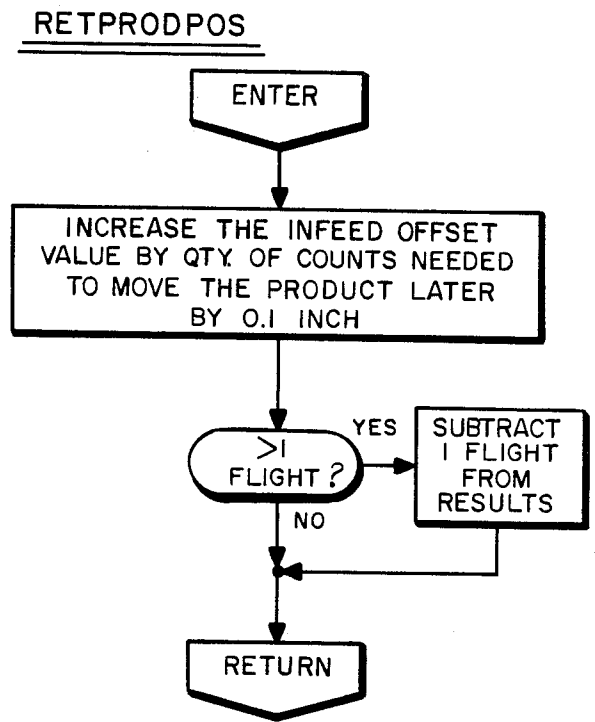 RETPRODPOS
ENTER
INCREASE THE INFEED OFFSET
VALUE BY QTY. OF COUNTS NEEDED
TO MOVE THE PRODUCT LATER
BY 0.1 INCH
>1
FLIGHT?
YES
SUBTRACT
1 FLIGHT
FROM
RESULTS
NO
RETURN